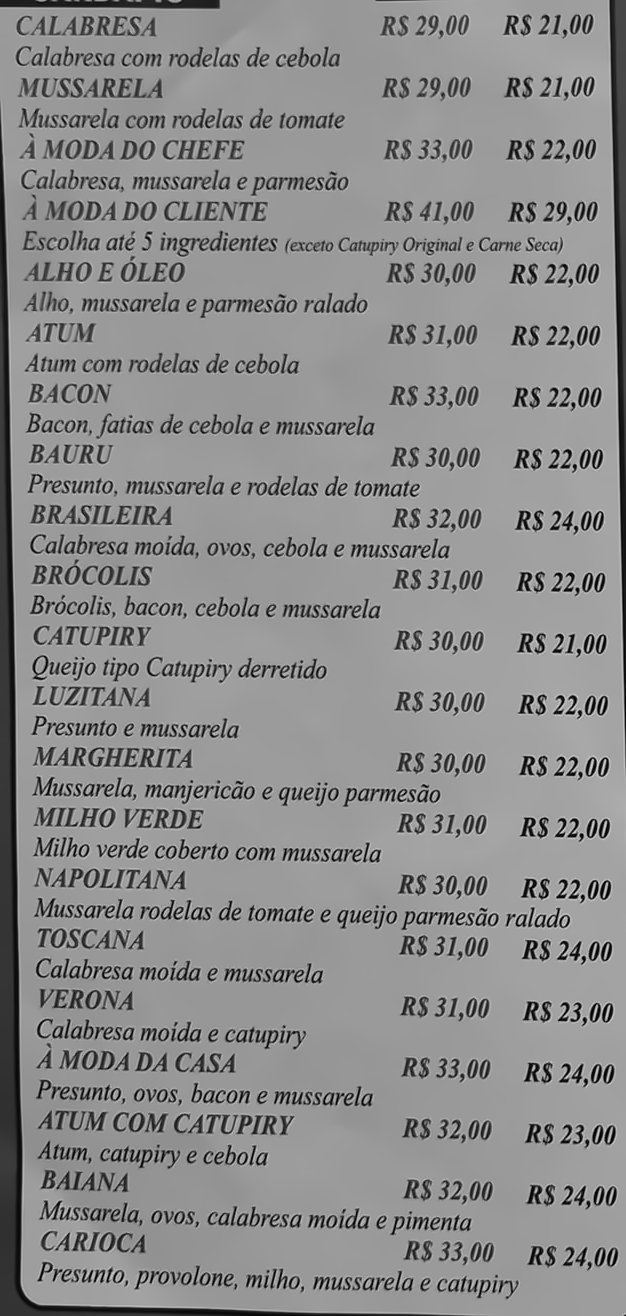 CALABRESA R$ 29,00 R$ 21,00
Calabresa com rodelas de cebola
MUSSARELA R$ 29,00 R$ 21,00
Mussarela com rodelas de tomate
À MODA DO CHEFE R$ 33,00 R$ 22,00
Calabresa, mussarela e parmesão
À MODA DO CLIENTE R$ 41,00 R$ 29,00
Escolha até 5 ingredientes (exceto Catupiry Original e Carne Seca)
ALHO E ÓLEO R$ 30,00 R$ 22,00
Alho, mussarela e parmesão ralado
ATUM R$ 31,00 R$ 22,00
Atum com rodelas de cebola
BACON R$ 33,00 R$ 22,00
Bacon, fatias de cebola e mussarela
BAURU R$ 30,00 R$ 22,00
Presunto, mussarela e rodelas de tomate
BRASILEIRA R$ 32,00 R$ 24,00
Calabresa moída, ovos, cebola e mussarela
BRÓCOLIS R$ 31,00 R$ 22,00
Brócolis, bacon, cebola e mussarela
CATUPIRY R$ 30,00 R$ 21,00
Queijo tipo Catupiry derretido
LUZITANA R$ 30,00 R$ 22,00
Presunto e mussarela
MARGHERITA R$ 30,00 R$ 22,00
Mussarela, manjericão e queijo parmesão
MILHO VERDE R$ 31,00 R$ 22,00
Milho verde coberto com mussarela
NAPOLITANA R$ 30,00 R$ 22,00
Mussarela rodelas de tomate e queijo parmesão ralado
TOSCANA R$ 31,00 R$ 24,00
Calabresa moída e mussarela
VERONA R$ 31,00 R$ 23,00
Calabresa moída e catupiry
À MODA DA CASA R$ 33,00 R$ 24,00
Presunto, ovos, bacon e mussarela
ATUM COM CATUPIRY R$ 32,00 R$ 23,00
Atum, catupiry e cebola
BAIANA R$ 32,00 R$ 24,00
Mussarela, ovos, calabresa moída e pimenta
CARIOCA R$ 33,00 R$ 24,00
Presunto, provolone, milho, mussarela e catupiry